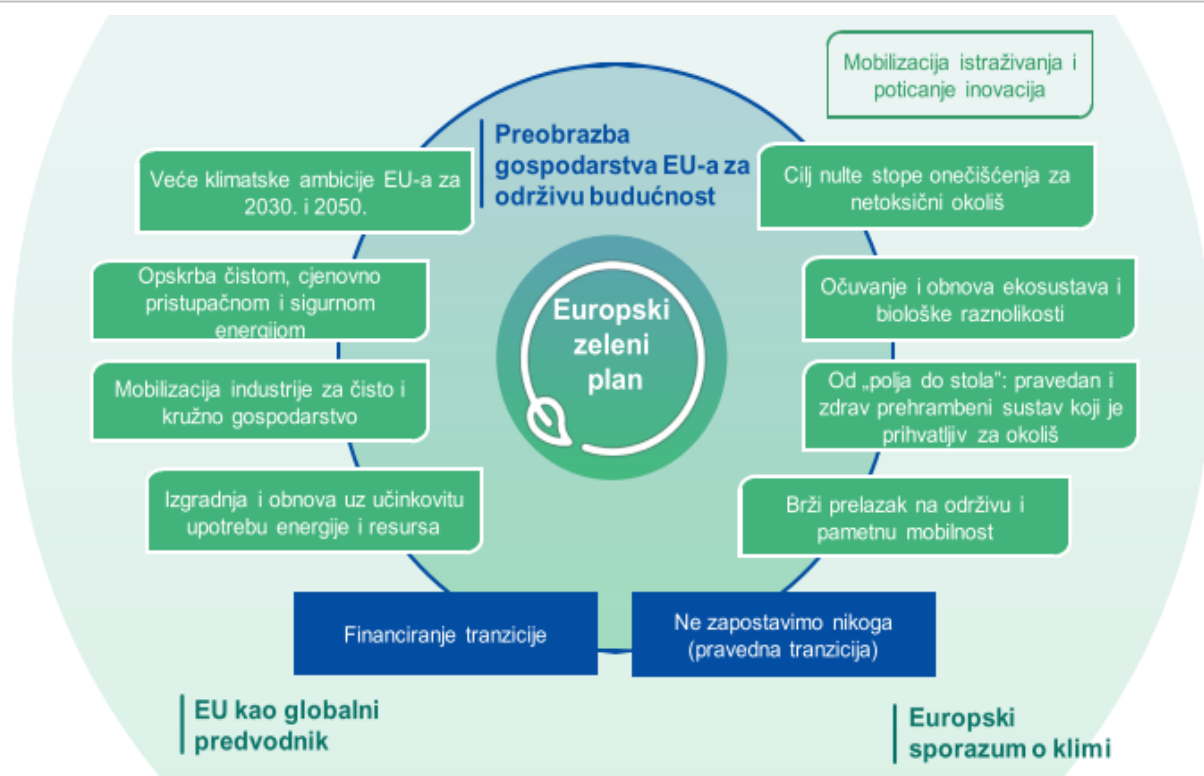 Mobilizacija istraživanja i
poticanje inovacija
Preobrazba
gospodarstva EU-a za
održivu budućnost
Veće klimatske ambicije EU-a za
2030. i 2050.
Cilj nulte stope onečišćenja za
netoksični okoliš
Opskrba čistom, cjenovno
pristupačnom i sigurnom
energijom
Očuvanje i obnova ekosustava i
biološke raznolikosti
Europski
zeleni
plan
Mobilizacija industrije za čisto i
kružno gospodarstvo
Od „polja do stola”: pravedan i
zdrav prehrambeni sustav koji je
prihvatljiv za okoliš
Izgradnja i obnova uz učinkovitu
upotrebu energije i resursa
Brži prelazak na održivu i
pametnu mobilnost
Financiranje tranzicije
Ne zapostavimo nikoga
(pravedna tranzicija)
EU kao globalni
predvodnik
Europski
sporazum o klimi